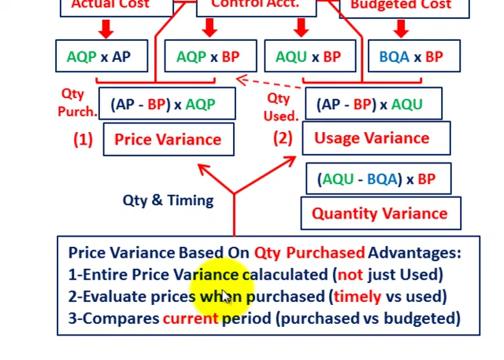 Actual Cost Control Acct. Budgeted Cost
AQP x AP AQP x BP AQU x BP BQA x BP
Qty Purch. (AP - BP) x AQP Qty Used. (AP - BP) x AQU
(1) Price Variance (2) Usage Variance
(AQU - BQA) x BP
Qty & Timing
Quantity Variance
Price Variance Based On Qty Purchased Advantages:
1-Entire Price Variance calaculated (not just Used)
2-Evaluate prices when purchased (timely vs used)
3-Compares current period (purchased vs budgeted)